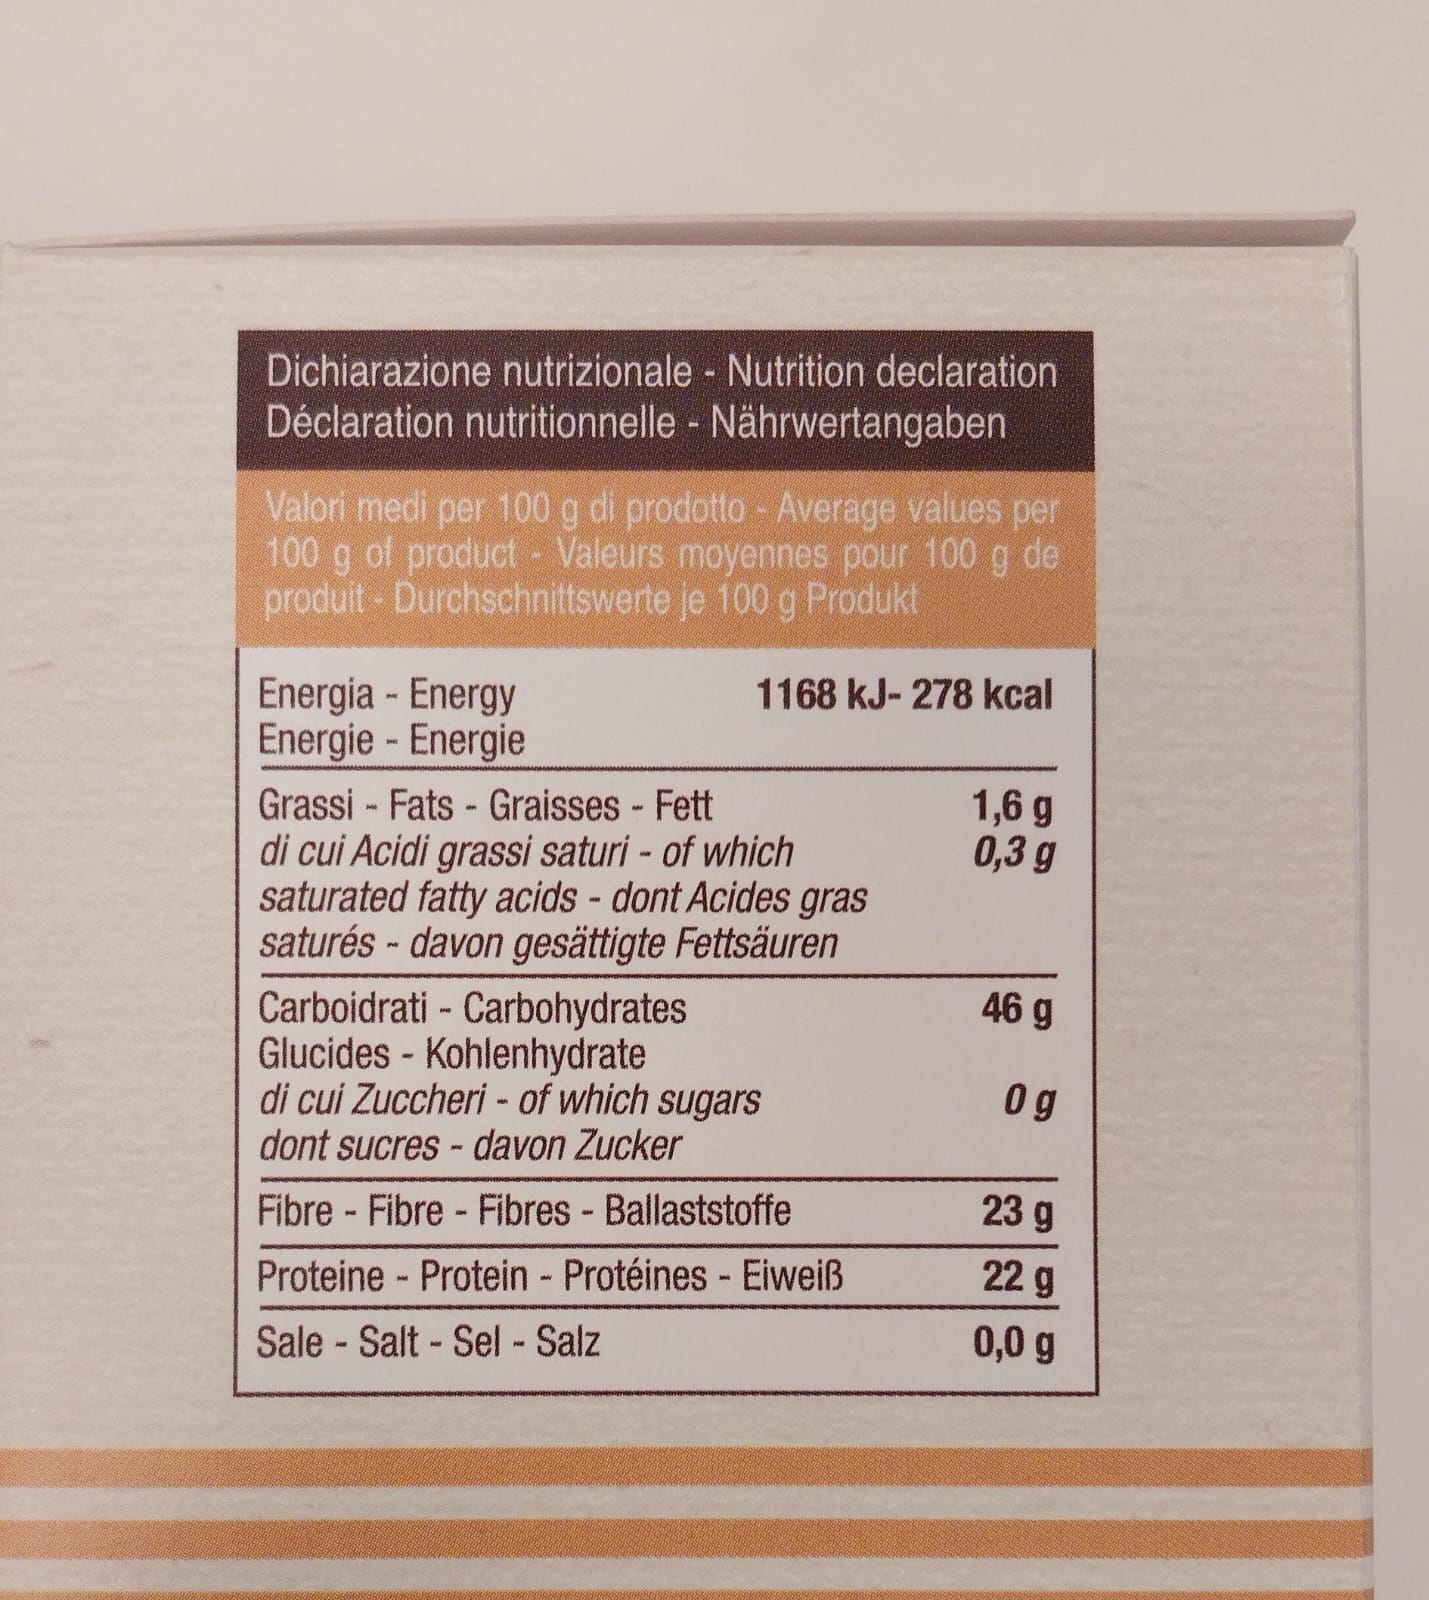 Dichiarazione nutrizionale - Nutrition declaration
Déclaration nutritionnelle - Nährwertangaben
Valori medi per 100 g di prodotto - Average values per
100 g of product - Valeurs moyennes pour 100 g de
produit - Durchschnittswerte je 100 g Produkt
Energia - Energy 1168 kJ- 278 kcal
Energie - Energie
Grassi - Fats - Graisses - Fett 1,6 g
di cui Acidi grassi saturi - of which 0,3 g
saturated fatty acids - dont Acides gras
saturés - davon gesättigte Fettsäuren
Carboidrati - Carbohydrates 46 g
Glucides - Kohlenhydrate
di cui Zuccheri - of which sugars 0 g
dont sucres - davon Zucker
Fibre - Fibre - Fibres - Ballaststoffe 23 g
Proteine - Protein - Protéines - Eiweiß 22 g
Sale - Salt - Sel - Salz 0,0 g